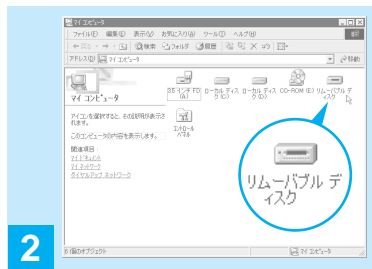 マイ コンピュータ
ファイル(F) 編集(E) 表示(V) お気に入り(A) ツール(T) ヘルプ(H)
検索 フォルダ 履歴
アドレス(D) マイ コンピュータ 移動
マイ コンピュータ
アイコンを選択すると、その説明が表示されます。
このコンピュータの内容を表示します。
関連項目:
マイ ドキュメント
マイ ネットワーク
ダイヤルアップ ネットワーク
3.5 インチ FD (A)
ローカル ディスク (C)
ローカル ディスク (D)
CD-ROM (E)
リムーバブル ディスク
コントロール パネル
リムーバブル ディスク
2
6 個のオブジェクト
マイ コンピュータ